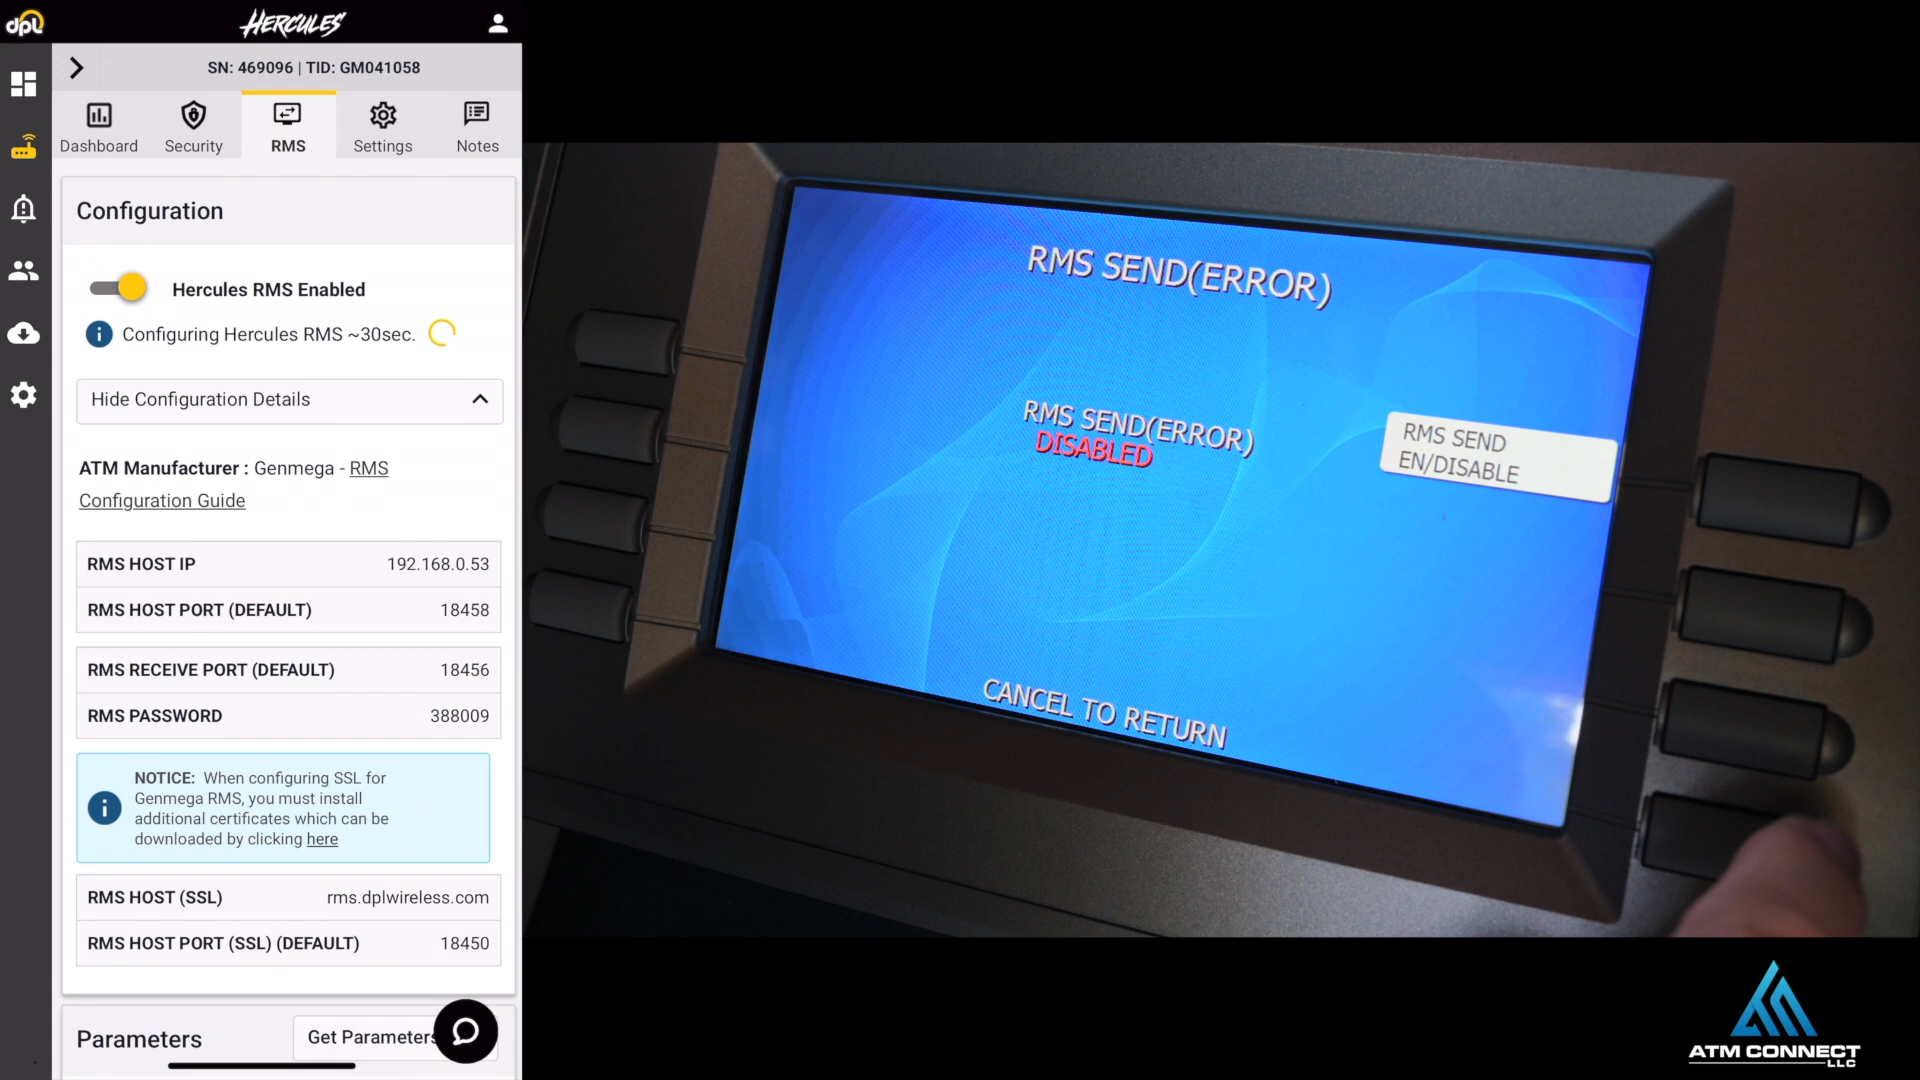 dpl
HERCULES
SN: 469096 | TID: GM041058
Dashboard
Security
RMS
Settings
Notes
Configuration
Hercules RMS Enabled
Configuring Hercules RMS ~30sec.
Hide Configuration Details
ATM Manufacturer : Genmega - RMS
Configuration Guide
RMS HOST IP 192.168.0.53
RMS HOST PORT (DEFAULT) 18458
RMS RECEIVE PORT (DEFAULT) 18456
RMS PASSWORD 388009
NOTICE: When configuring SSL for
Genmega RMS, you must install
additional certificates which can be
downloaded by clicking here
RMS HOST (SSL) rms.dplwireless.com
RMS HOST PORT (SSL) (DEFAULT) 18450
Parameters
Get Parameters
RMS SEND(ERROR)
RMS SEND(ERROR)
DISABLED
RMS SEND
EN/DISABLE
CANCEL TO RETURN
ATM CONNECT
LLC